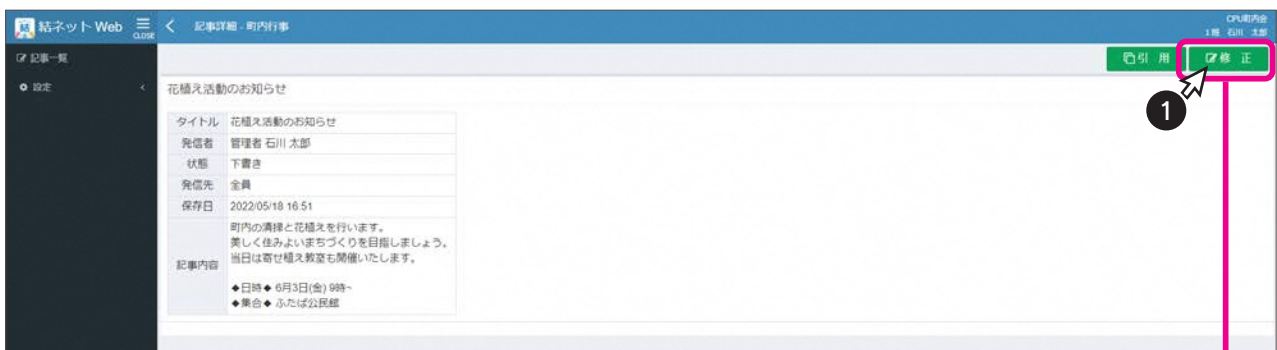 結ネット Web
CLOSE
記事詳細 - 町内行事
CPU町内会
1班 石川 太郎
記事一覧
設定
引 用
修 正
1
花植え活動のお知らせ
タイトル 花植え活動のお知らせ
発信者 管理者 石川 太郎
状態 下書き
発信先 全員
保存日 2022/05/18 16:51
記事内容
町内の清掃と花植えを行います。
美しく住みよいまちづくりを目指しましょう。
当日は寄せ植え教室も開催いたします。
◆日時◆ 6月3日(金) 9時~
◆集合◆ ふたば公民館